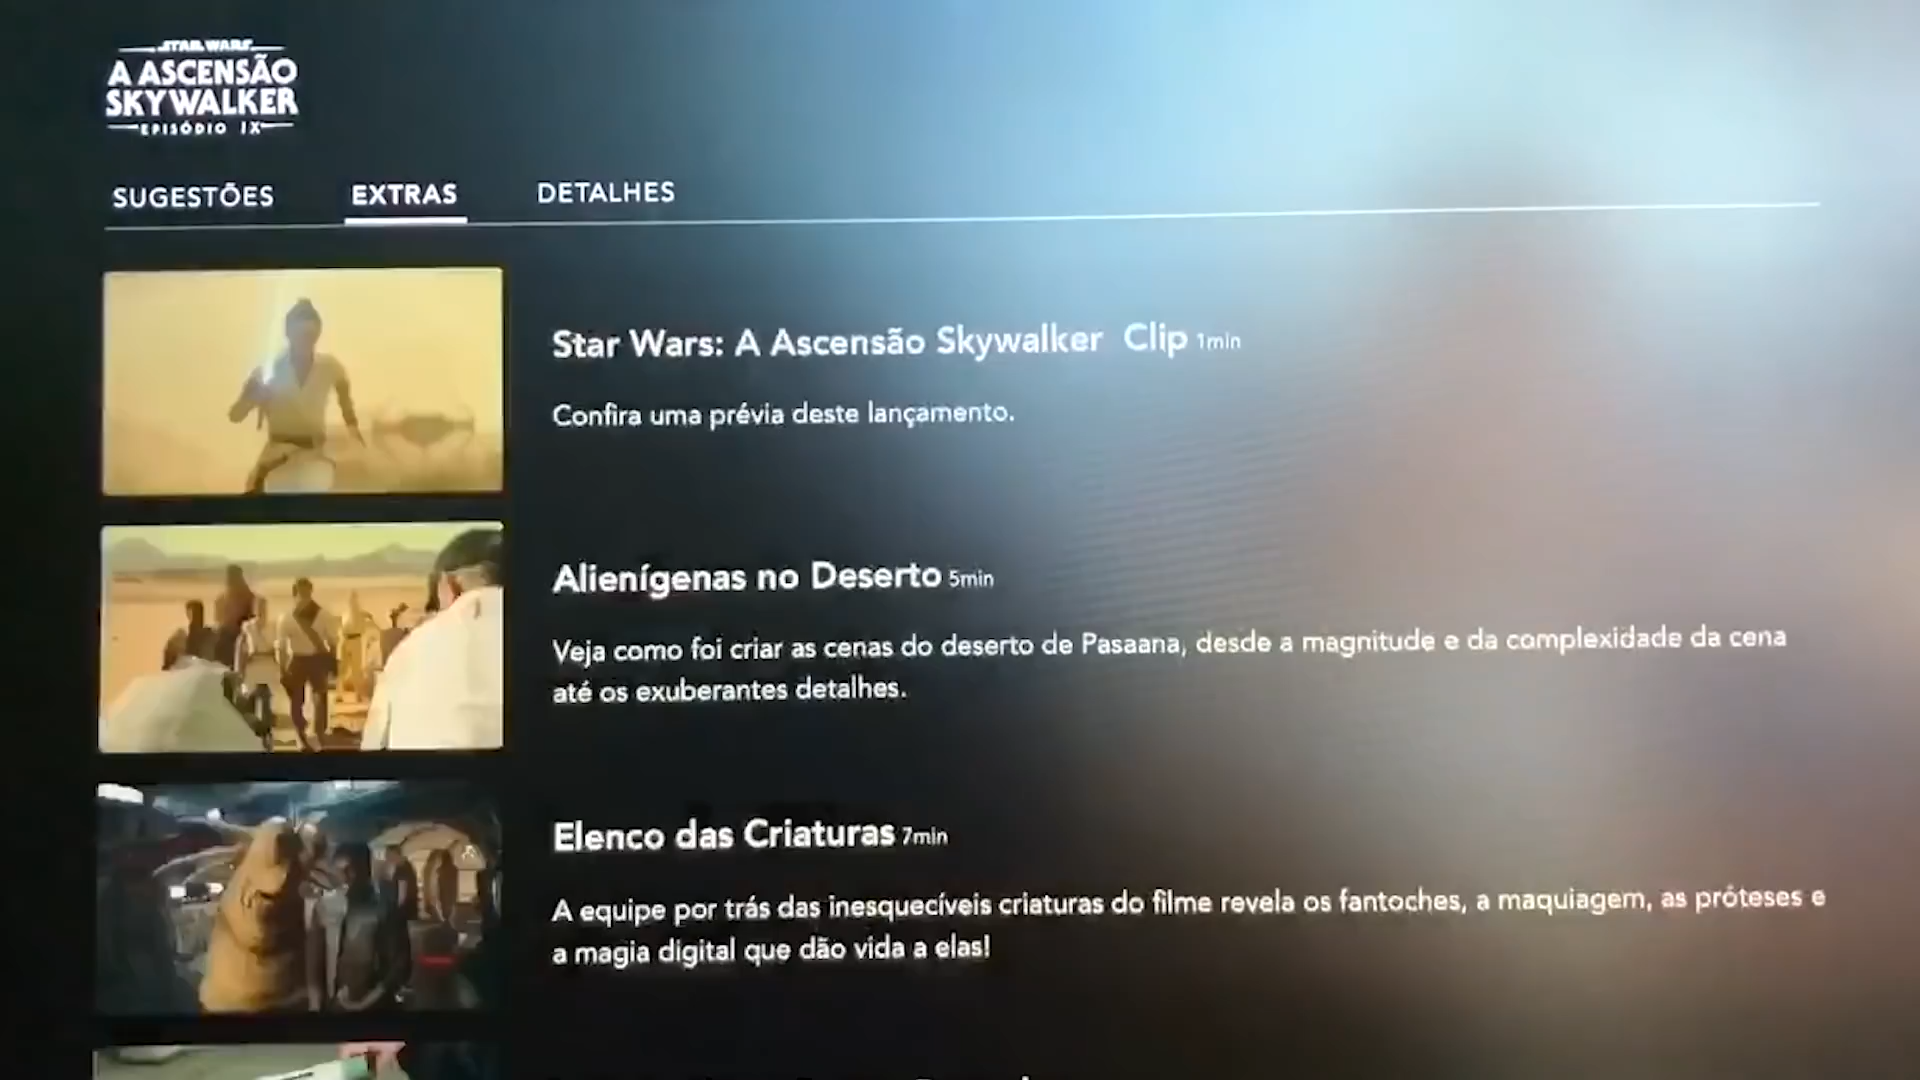 STAR WARS
A ASCENSÃO
SKYWALKER
EPISÓDIO IX
SUGESTÕES EXTRAS DETALHES
Star Wars: A Ascensão Skywalker Clip 1min
Confira uma prévia deste lançamento.
Alienígenas no Deserto 5min
Veja como foi criar as cenas do deserto de Pasaana, desde a magnitude e da complexidade da cena
até os exuberantes detalhes.
Elenco das Criaturas 7min
A equipe por trás das inesquecíveis criaturas do filme revela os fantoches, a maquiagem, as próteses e
a magia digital que dão vida a elas!